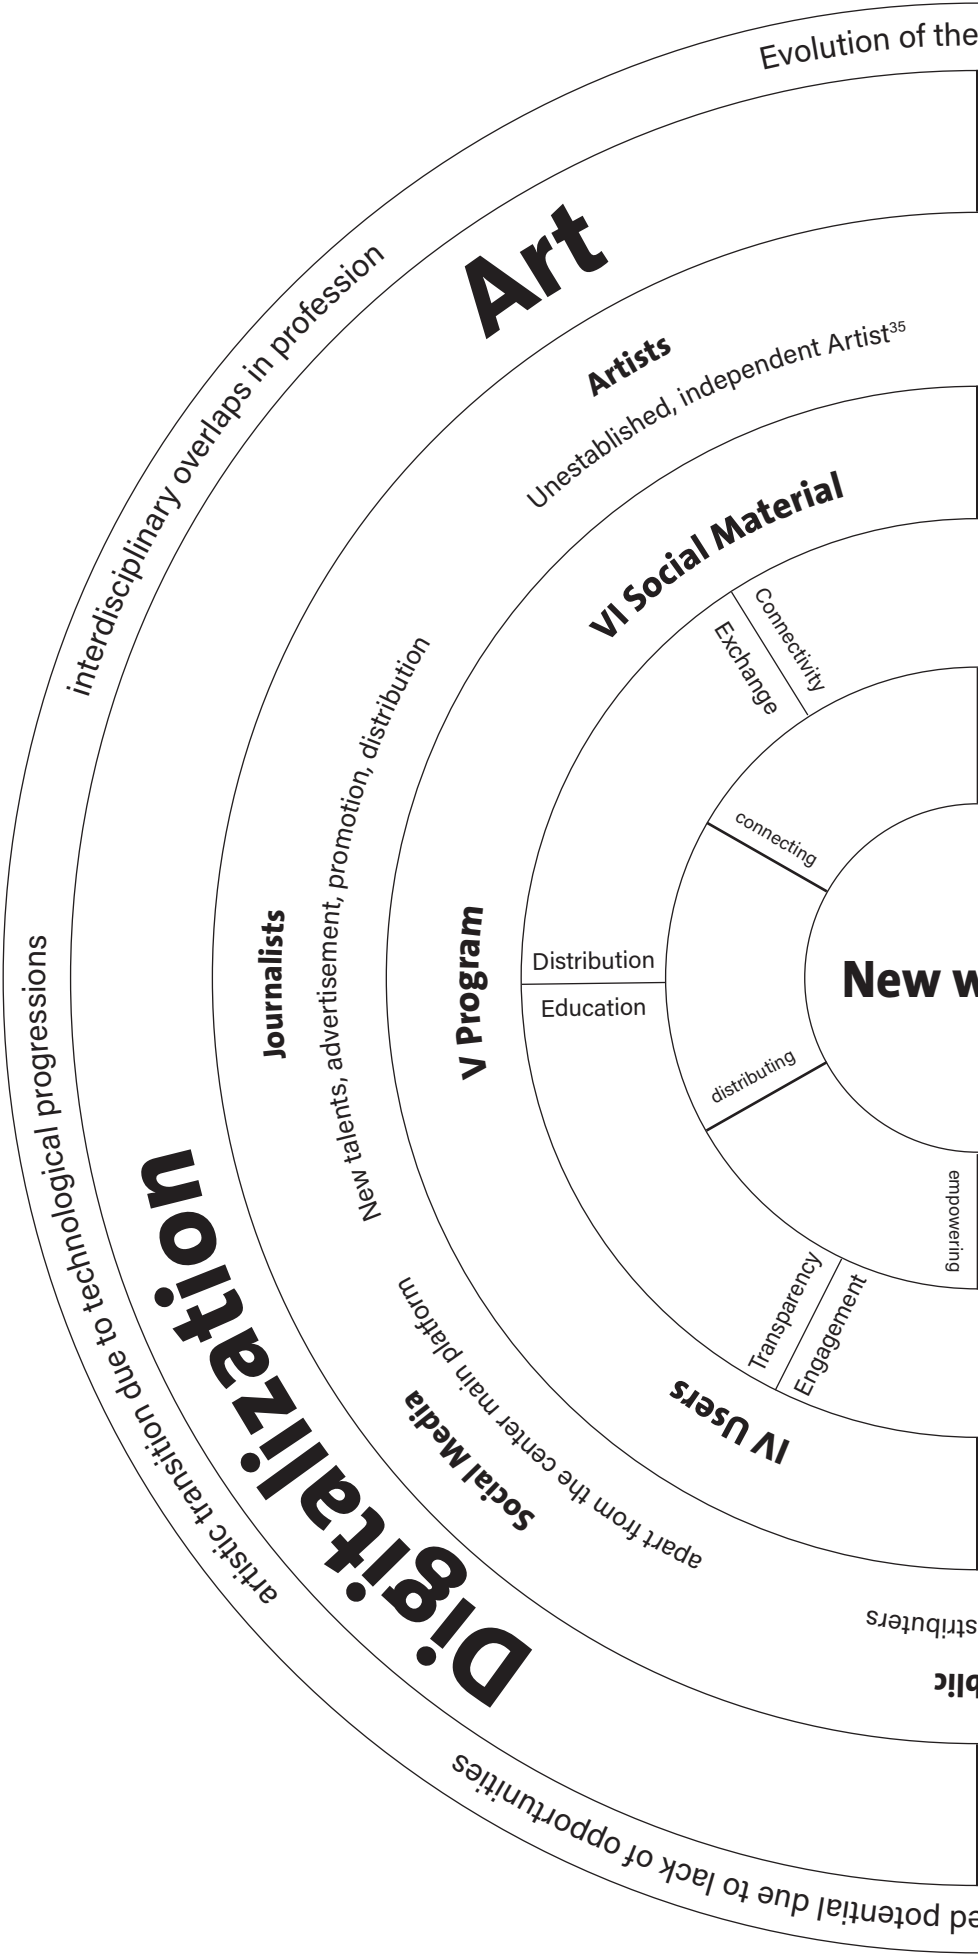 Evolution of the
interdisciplinary overlaps in profession
artistic transition due to technological progressions
ed potential due to lack of opportunities
Art
Digitalization
Artists
Unestablished, independent Artist35
Journalists
New talents, advertisement, promotion, distribution
Social Media
apart from the center main platform
blic
stributers
VI Social Material
V Program
IV Users
Connectivity
Exchange
Distribution
Education
Transparency
Engagement
connecting
distributing
empowering
New w